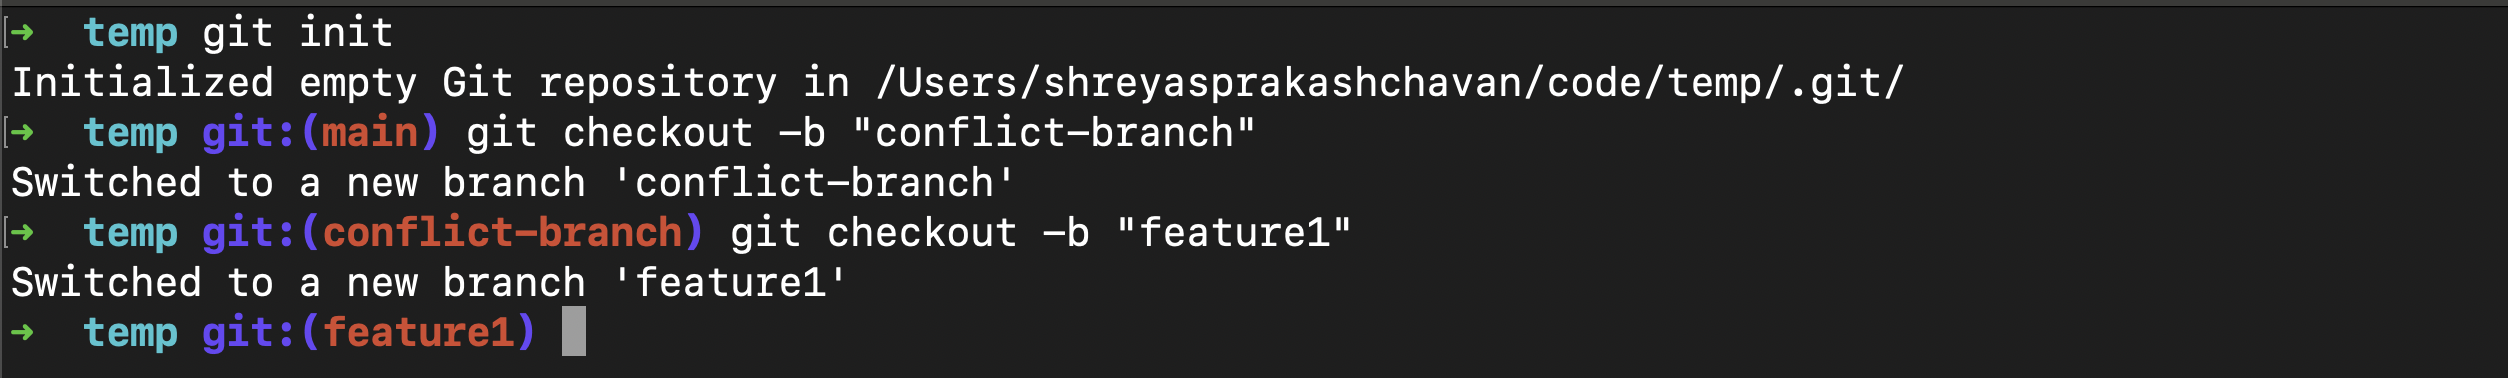 ➜  temp git init
Initialized empty Git repository in /Users/shreyasprakashchavan/code/temp/.git/
➜  temp git:(main) git checkout -b "conflict-branch"
Switched to a new branch 'conflict-branch'
➜  temp git:(conflict-branch) git checkout -b "feature1"
Switched to a new branch 'feature1'
➜  temp git:(feature1)